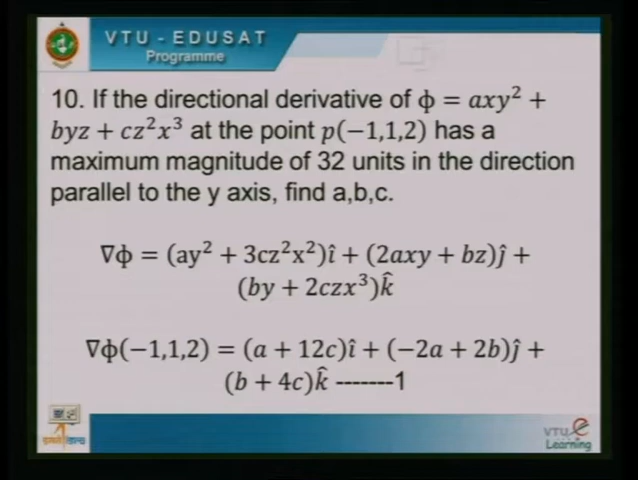 VTU - EDUSAT
Programme
10. If the directional derivative of ϕ = axy² +
byz + cz²x³ at the point p(−1,1,2) has a
maximum magnitude of 32 units in the direction
parallel to the y axis, find a,b,c.
∇ϕ = (ay² + 3cz²x²)î + (2axy + bz)ĵ +
(by + 2czx³)k̂
∇ϕ(−1,1,2) = (a + 12c)î + (−2a + 2b)ĵ +
(b + 4c)k̂ -------1
VTU e
Learning